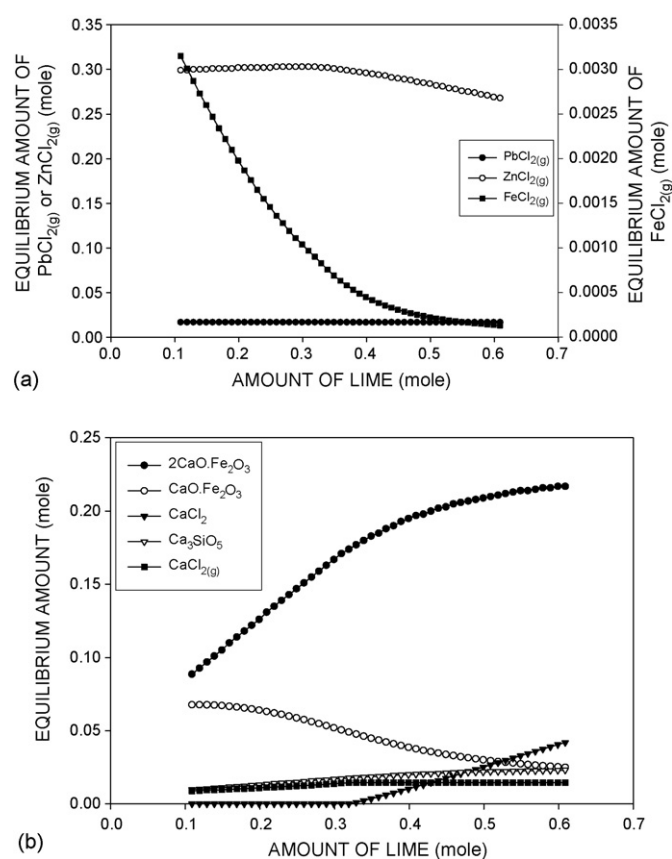 0.35
0.30
0.25
0.20
0.15
0.10
0.05
0.00
EQUILIBRIUM AMOUNT OF
PbCl2(g) or ZnCl2(g) (mole)
PbCl2(g)
ZnCl2(g)
FeCl2(g)
0.0035
0.0030
0.0025
0.0020
0.0015
0.0010
0.0005
0.0000
EQUILIBRIUM AMOUNT OF
FeCl2(g) (mole)
0.0 0.1 0.2 0.3 0.4 0.5 0.6 0.7
AMOUNT OF LIME (mole)
(a)
0.25
0.20
0.15
0.10
0.05
0.00
EQUILIBRIUM AMOUNT (mole)
2CaO.Fe2O3
CaO.Fe2O3
CaCl2
Ca3SiO5
CaCl2(g)
0.0 0.1 0.2 0.3 0.4 0.5 0.6 0.7
AMOUNT OF LIME (mole)
(b)